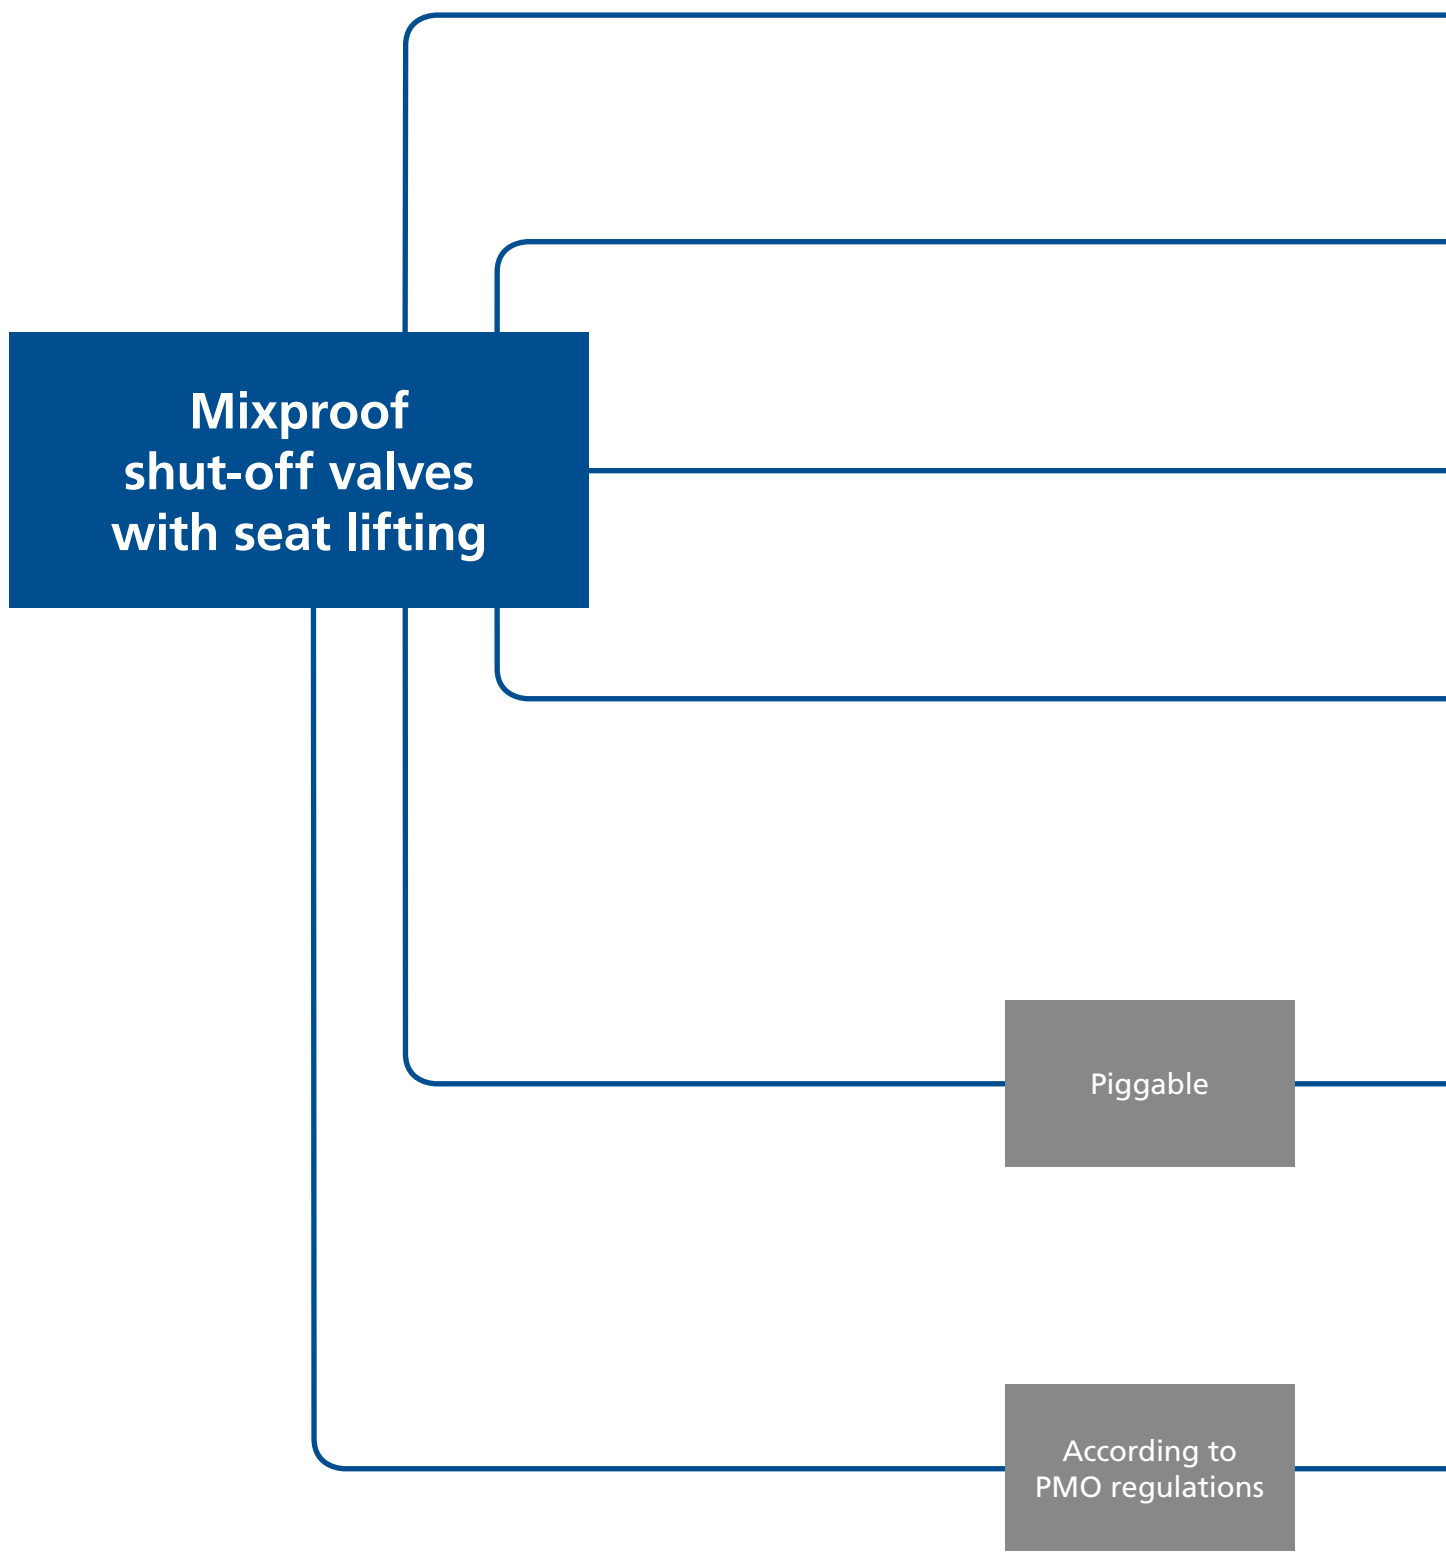 Mixproof
shut-off valves
with seat lifting
Piggable
According to
PMO regulations